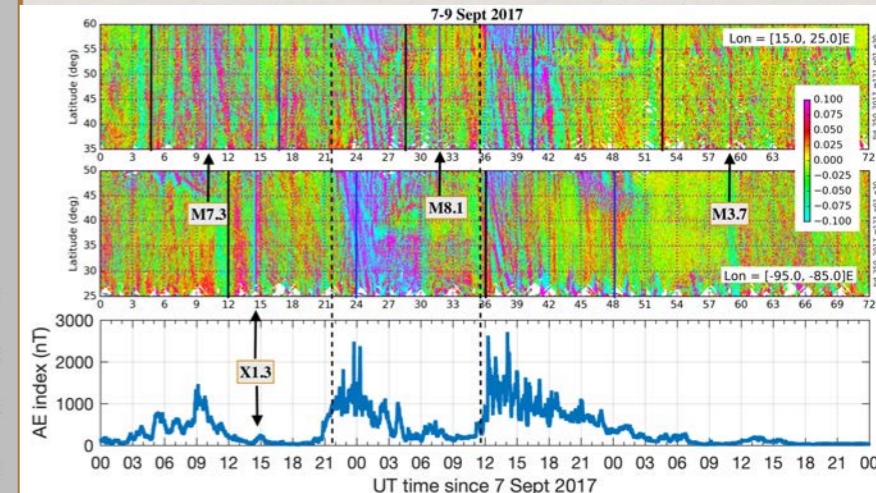 7-9 Sept 2017
60
55
50
45
40
35
Latitude (deg)
Lon = [15.0, 25.0]E
0 3 6 9 12 15 18 21 24 27 30 33 36 39 42 45 48 51 54 57 60 63 66 69 72
0.100
0.075
0.050
0.025
0.000
−0.025
−0.050
−0.075
−0.100
M7.3
M8.1
M3.7
50
45
40
35
30
25
Latitude (deg)
Lon = [-95.0, -85.0]E
0 3 6 9 12 15 18 21 24 27 30 33 36 39 42 45 48 51 54 57 60 63 66 69 72
X1.3
3000
2000
1000
0
AE index (nT)
00 03 06 09 12 15 18 21 00 03 06 09 12 15 18 21 00 03 06 09 12 15 18 21 00
UT time since 7 Sept 2017